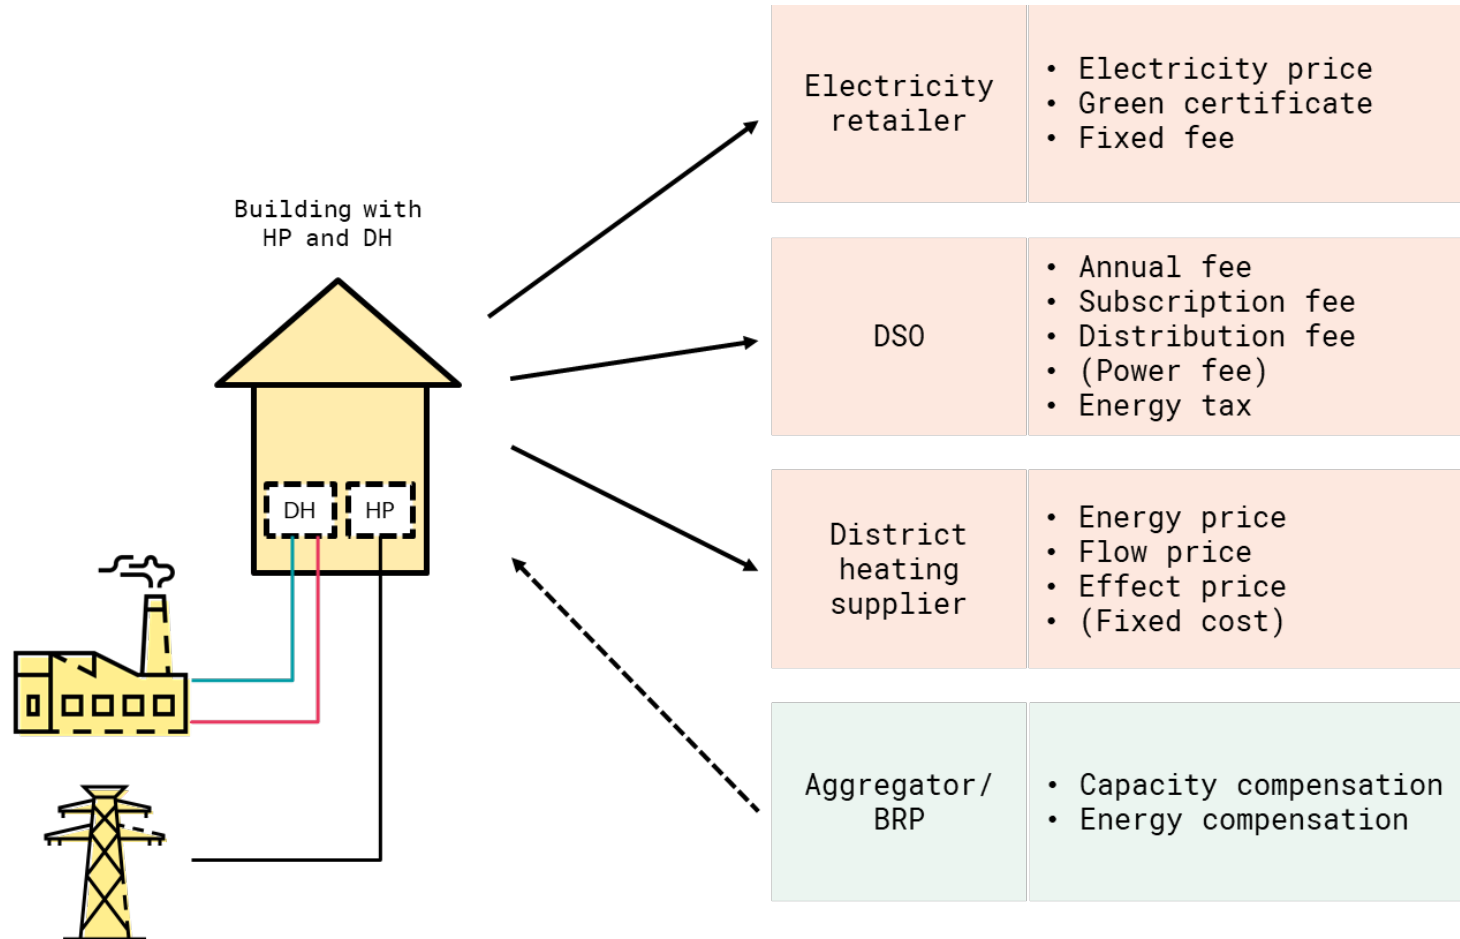 Building with
HP and DH
DH
HP
Electricity
retailer
• Electricity price
• Green certificate
• Fixed fee
DSO
• Annual fee
• Subscription fee
• Distribution fee
• (Power fee)
• Energy tax
District
heating
supplier
• Energy price
• Flow price
• Effect price
• (Fixed cost)
Aggregator/
BRP
• Capacity compensation
• Energy compensation